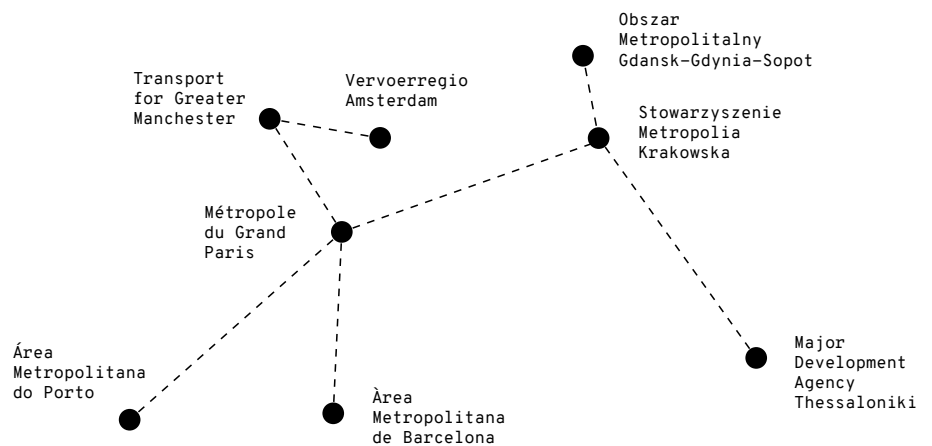 Obszar
Metropolitalny
Gdansk-Gdynia-Sopot
Transport
for Greater
Manchester
Vervoerregio
Amsterdam
Stowarzyszenie
Metropolia
Krakowska
Métropole
du Grand
Paris
Área
Metropolitana
do Porto
Àrea
Metropolitana
de Barcelona
Major
Development
Agency
Thessaloniki